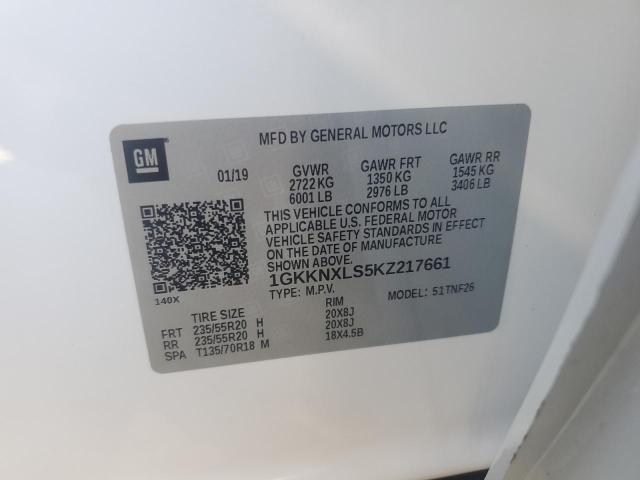 MFD BY GENERAL MOTORS LLC
GM
01/19 GVWR GAWR FRT GAWR RR
2722 KG 1350 KG 1545 KG
6001 LB 2976 LB 3406 LB
THIS VEHICLE CONFORMS TO ALL
APPLICABLE U.S. FEDERAL MOTOR
VEHICLE SAFETY STANDARDS IN EFFECT
ON THE DATE OF MANUFACTURE
SHOWN ABOVE.
1GKKNXLS5KZ217661
140X
TYPE: M.P.V. MODEL: 51TNF26
TIRE SIZE RIM
FRT 235/55R20 H 20X8J
RR 235/55R20 H 20X8J
SPA T135/70R18 M 18X4.5B